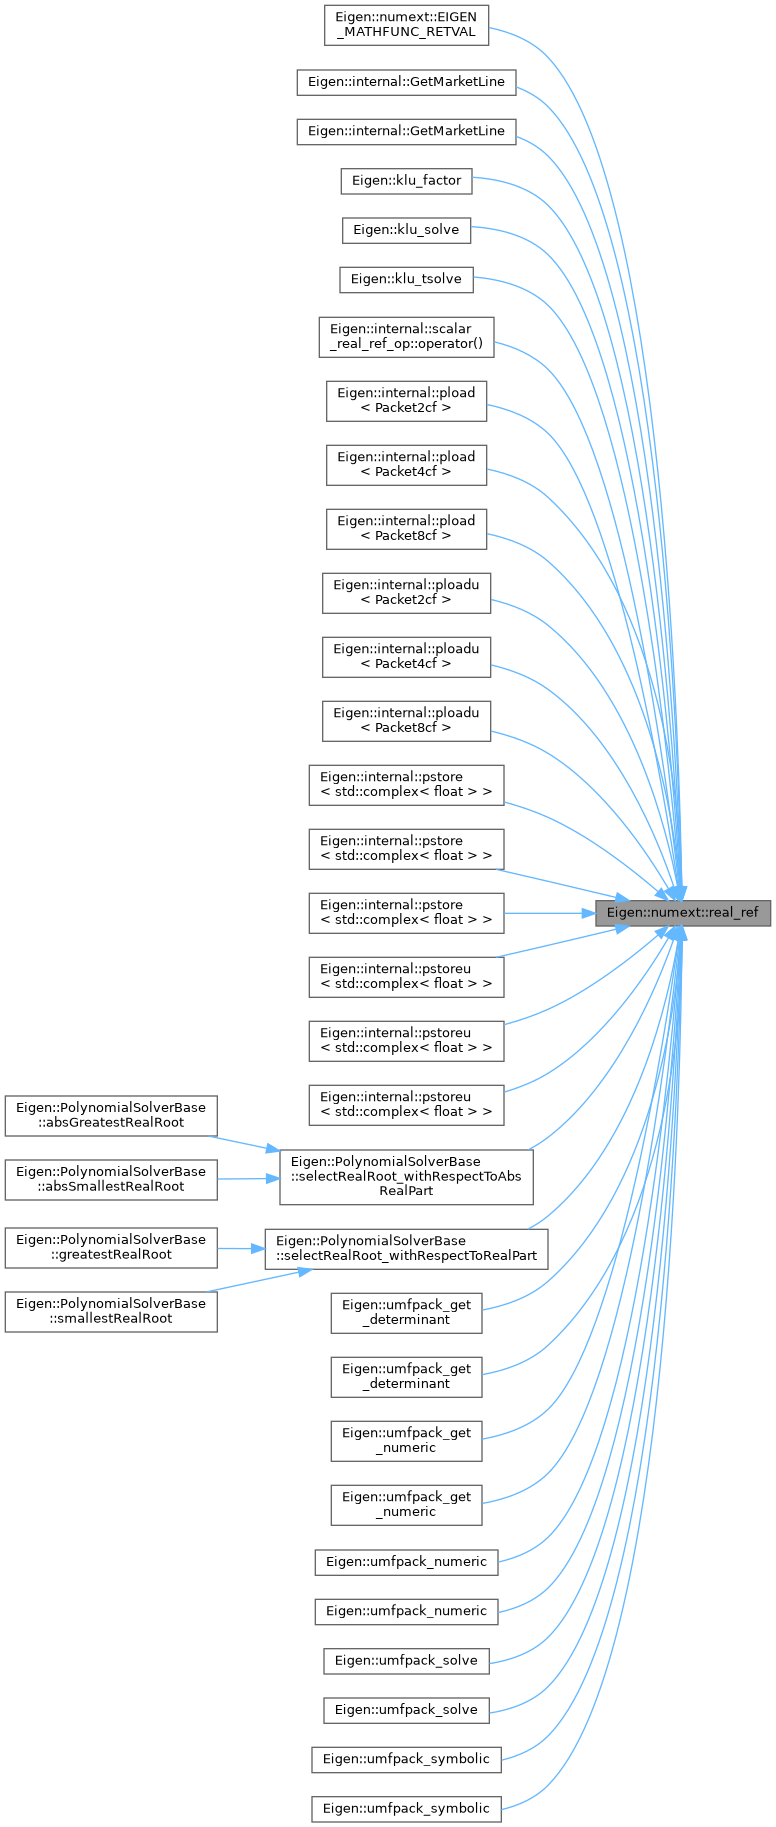 Eigen::numext::EIGEN
_MATHFUNC_RETVAL
Eigen::internal::GetMarketLine
Eigen::internal::GetMarketLine
Eigen::klu_factor
Eigen::klu_solve
Eigen::klu_tsolve
Eigen::internal::scalar
_real_ref_op::operator()
Eigen::internal::pload
< Packet2cf >
Eigen::internal::pload
< Packet4cf >
Eigen::internal::pload
< Packet8cf >
Eigen::internal::ploadu
< Packet2cf >
Eigen::internal::ploadu
< Packet4cf >
Eigen::internal::ploadu
< Packet8cf >
Eigen::internal::pstore
< std::complex< float > >
Eigen::internal::pstore
< std::complex< float > >
Eigen::internal::pstore
< std::complex< float > >
Eigen::numext::real_ref
Eigen::internal::pstoreu
< std::complex< float > >
Eigen::internal::pstoreu
< std::complex< float > >
Eigen::internal::pstoreu
< std::complex< float > >
Eigen::PolynomialSolverBase
::absGreatestRealRoot
Eigen::PolynomialSolverBase
::absSmallestRealRoot
Eigen::PolynomialSolverBase
::selectRealRoot_withRespectToAbs
RealPart
Eigen::PolynomialSolverBase
::greatestRealRoot
Eigen::PolynomialSolverBase
::selectRealRoot_withRespectToRealPart
Eigen::PolynomialSolverBase
::smallestRealRoot
Eigen::umfpack_get
_determinant
Eigen::umfpack_get
_determinant
Eigen::umfpack_get
_numeric
Eigen::umfpack_get
_numeric
Eigen::umfpack_numeric
Eigen::umfpack_numeric
Eigen::umfpack_solve
Eigen::umfpack_solve
Eigen::umfpack_symbolic
Eigen::umfpack_symbolic